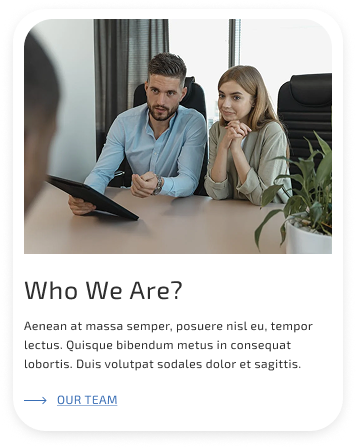 Who We Are?
Aenean at massa semper, posuere nisl eu, tempor
lectus. Quisque bibendum metus in consequat
lobortis. Duis volutpat sodales dolor et sagittis.
OUR TEAM